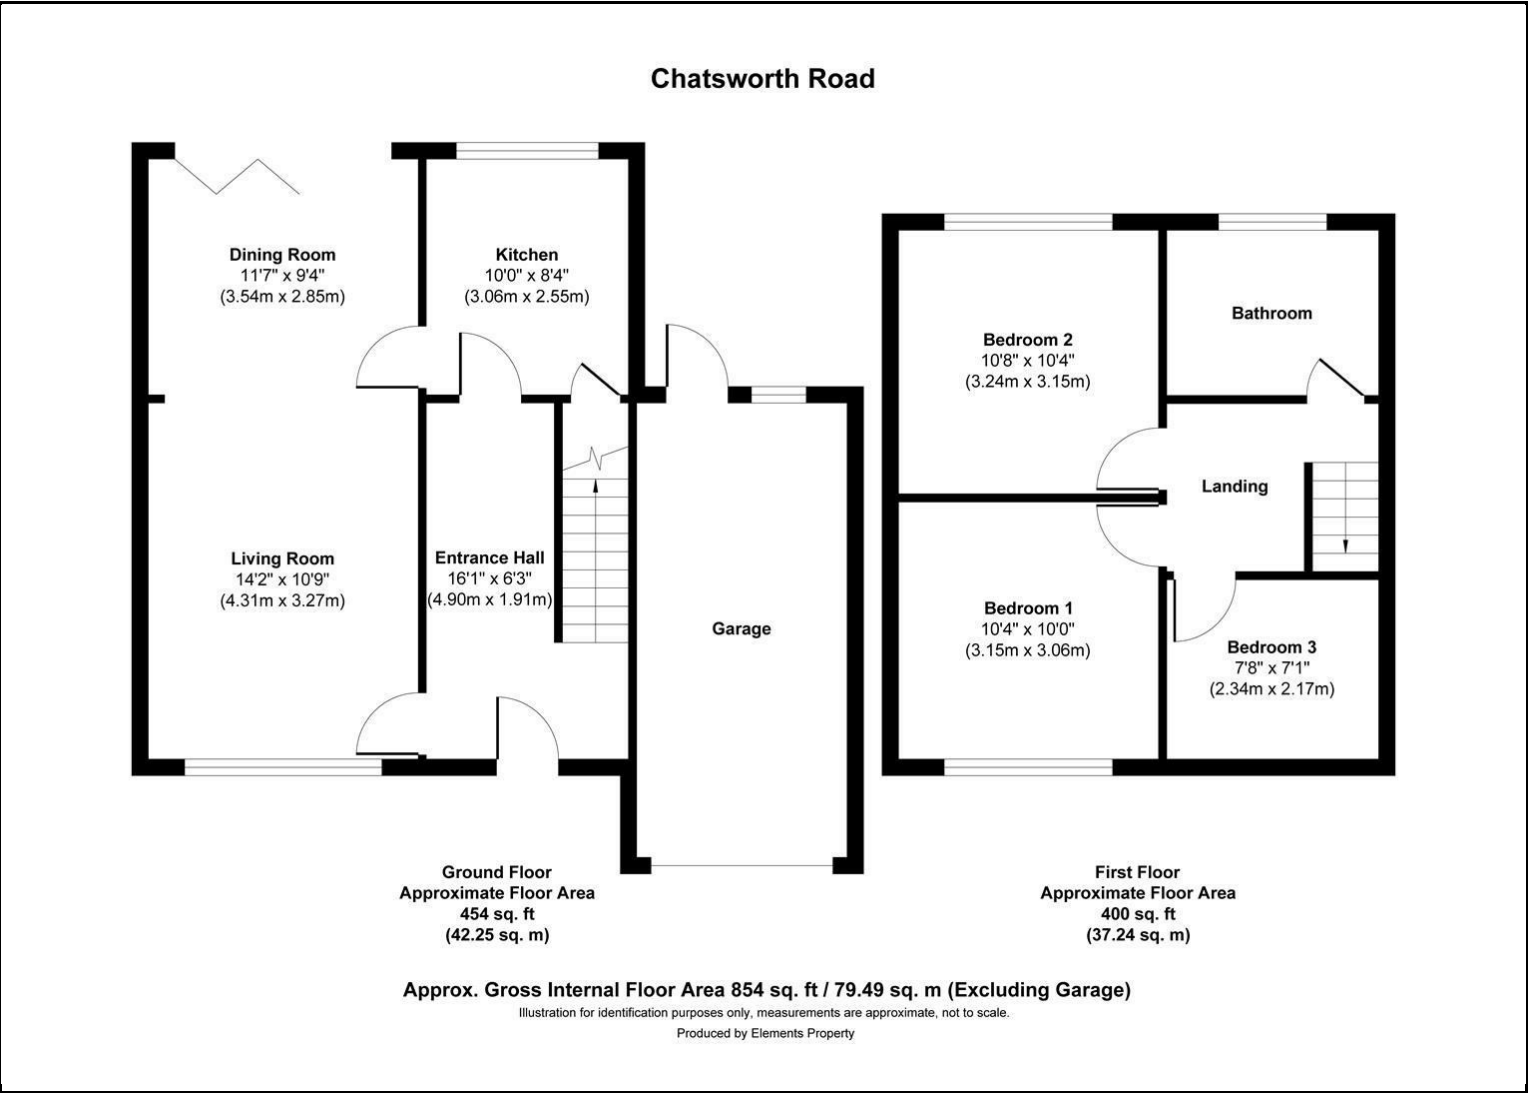 Chatsworth Road
Dining Room
11'7" x 9'4"
(3.54m x 2.85m)
Kitchen
10'0" x 8'4"
(3.06m x 2.55m)
Living Room
14'2" x 10'9"
(4.31m x 3.27m)
Entrance Hall
16'1" x 6'3"
(4.90m x 1.91m)
Garage
Bedroom 2
10'8" x 10'4"
(3.24m x 3.15m)
Bathroom
Landing
Bedroom 1
10'4" x 10'0"
(3.15m x 3.06m)
Bedroom 3
7'8" x 7'1"
(2.34m x 2.17m)
Ground Floor
Approximate Floor Area
454 sq. ft
(42.25 sq. m)
First Floor
Approximate Floor Area
400 sq. ft
(37.24 sq. m)
Approx. Gross Internal Floor Area 854 sq. ft / 79.49 sq. m (Excluding Garage)
Illustration for identification purposes only, measurements are approximate, not to scale.
Produced by Elements Property